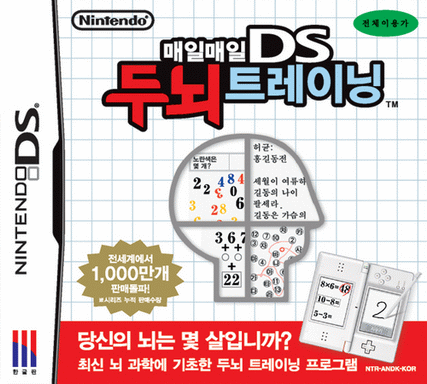 Nintendo
전체이용가
매일매일 DS
두뇌 트레이닝 TM
NINTENDO DS.
노란색은
몇 개?
허균:
홍길동전
세월이 여류하
길동의 나이
팔세라.
길동은 가슴의
3 6 7
22
전세계에서
1,000만개
판매돌파!
※시리즈 누적 판매수량
8×6=48
10-8=
5-3=
2
당신의 뇌는 몇 살입니까?
최신 뇌 과학에 기초한 두뇌 트레이닝 프로그램
한글판
NTR-ANDK-KOR